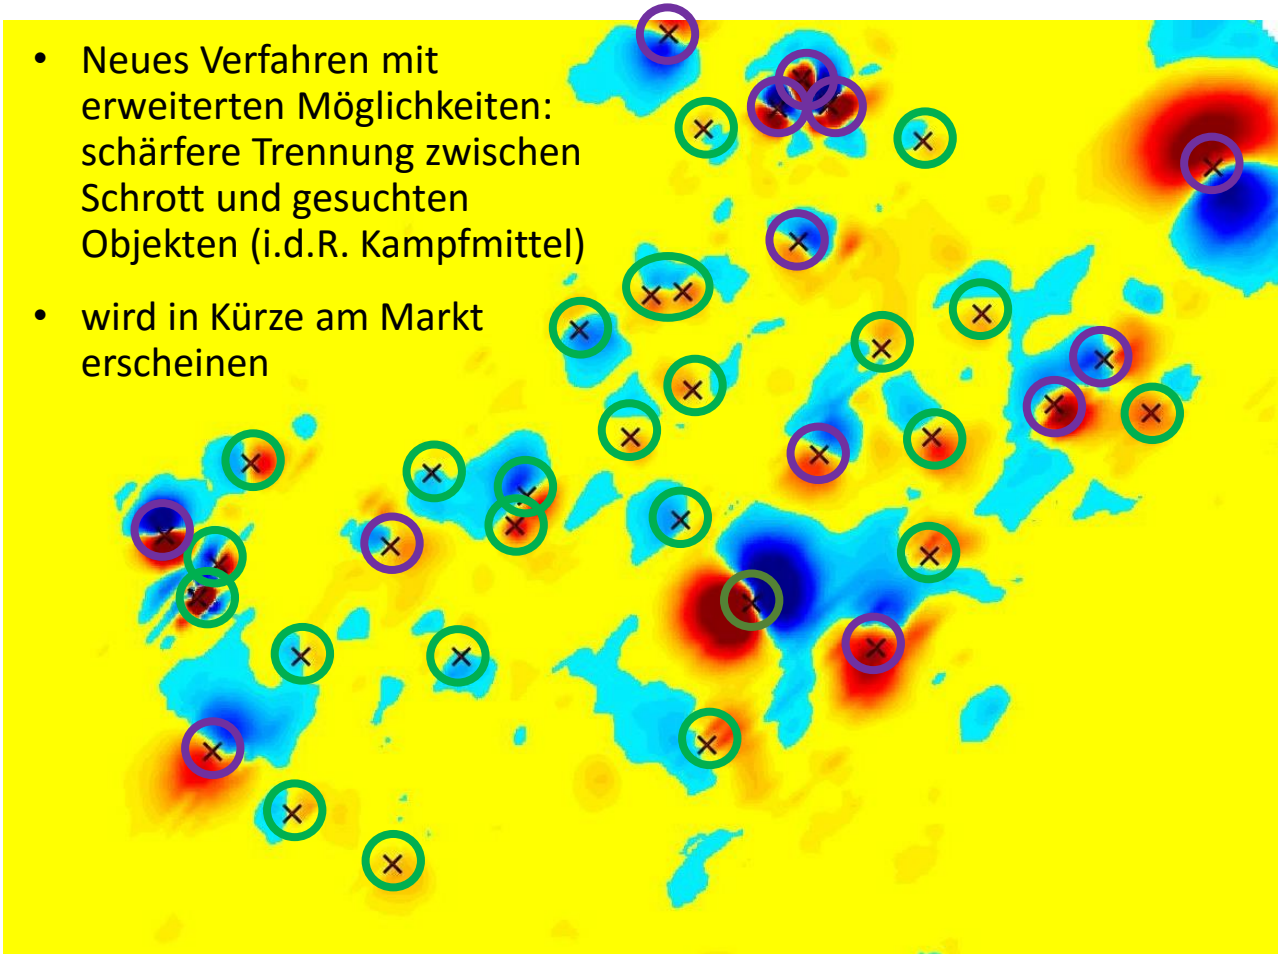 • Neues Verfahren mit
erweiterten Möglichkeiten:
schärfere Trennung zwischen
Schrott und gesuchten
Objekten (i.d.R. Kampfmittel)
• wird in Kürze am Markt
erscheinen